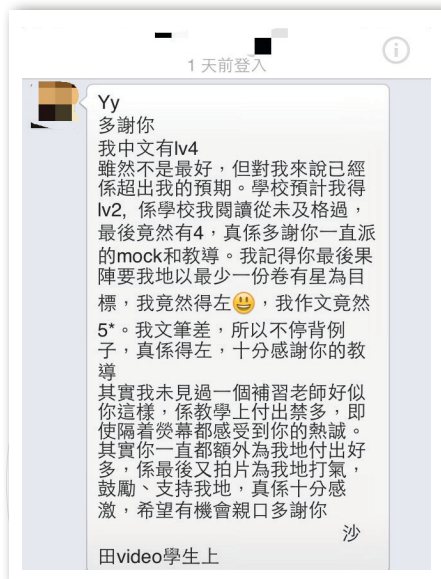 1 天前登入
Yy
多謝你
我中文有lv4
雖然不是最好，但對我來說已經
係超出我的預期。學校預計我得
lv2, 係學校我閱讀從未及格過，
最後竟然有4，真係多謝你一直派
的mock和教導。我記得你最後果
陣要我地以最少一份卷有星為目
標，我竟然得左😃，我作文竟然
5*。我文筆差，所以不停背例
子，真係得左，十分感謝你的教
導
其實我未見過一個補習老師好似
你這樣，係教學上付出禁多，即
使隔着熒幕都感受到你的熱誠。
其實你一直都額外為我地付出好
多，係最後又拍片為我地打氣，
鼓勵、支持我地，真係十分感
激，希望有機會親口多謝你
沙
田video學生上